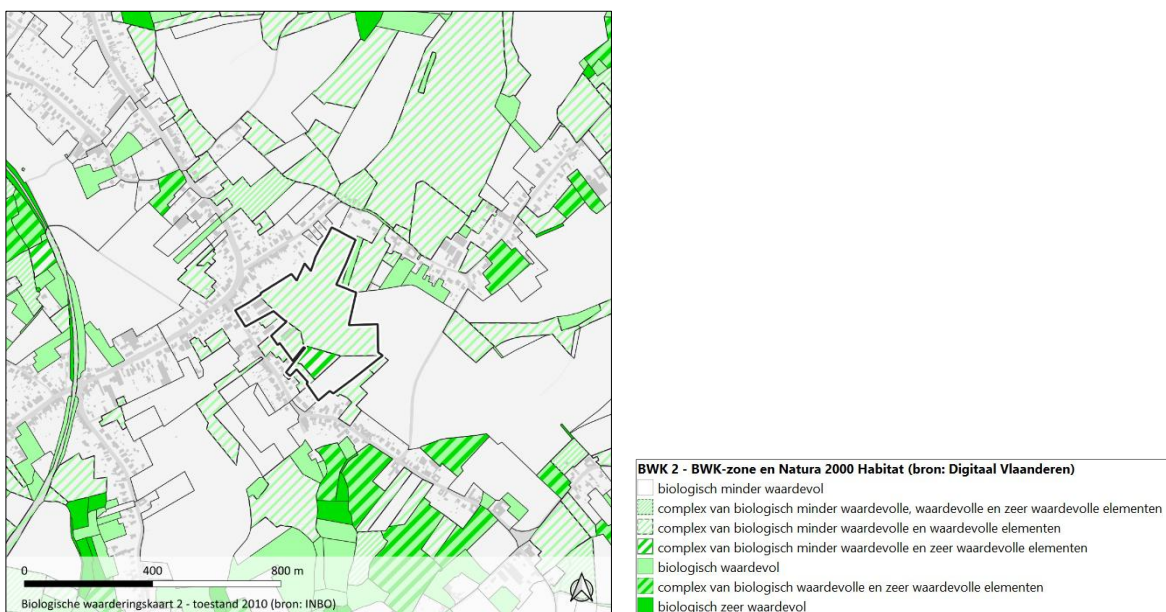 0 400 800 m
Biologische waarderingskaart 2 - toestand 2010 (bron: INBO)
BWK 2 - BWK-zone en Natura 2000 Habitat (bron: Digitaal Vlaanderen)
biologisch minder waardevol
complex van biologisch minder waardevolle, waardevolle en zeer waardevolle elementen
complex van biologisch minder waardevolle en waardevolle elementen
complex van biologisch minder waardevolle en zeer waardevolle elementen
biologisch waardevol
complex van biologisch waardevolle en zeer waardevolle elementen
biologisch zeer waardevol